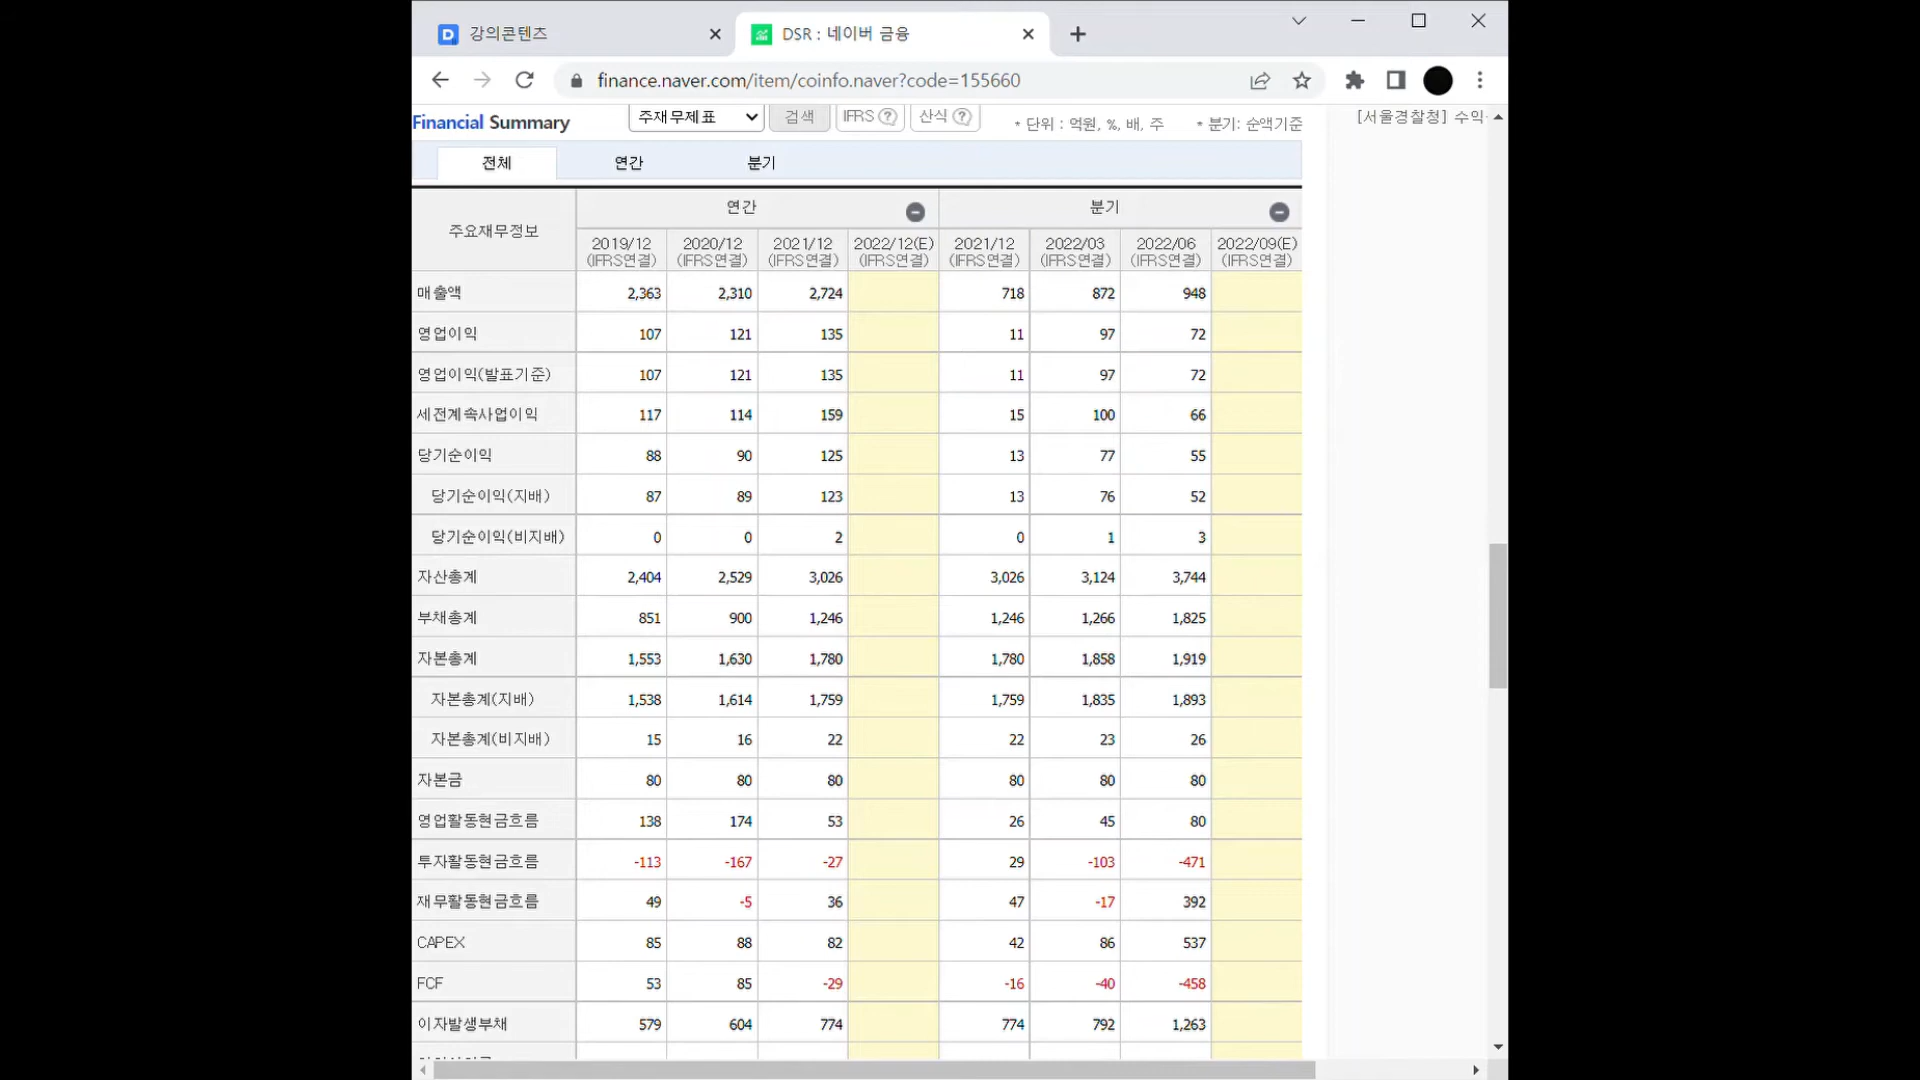 강의콘텐츠
DSR : 네이버 금융
finance.naver.com/item/coinfo.naver?code=155660
Financial Summary 주재무제표 검색 IFRS ? 산식 ? * 단위 : 억원, %, 배, 주 * 분기: 순액기준
[서울경찰청] 수익
전체 연간 분기
주요재무정보 연간 분기
2019/12 2020/12 2021/12 2022/12(E) 2021/12 2022/03 2022/06 2022/09(E)
(IFRS연결) (IFRS연결) (IFRS연결) (IFRS연결) (IFRS연결) (IFRS연결) (IFRS연결) (IFRS연결)
매출액 2,363 2,310 2,724 718 872 948
영업이익 107 121 135 11 97 72
영업이익(발표기준) 107 121 135 11 97 72
세전계속사업이익 117 114 159 15 100 66
당기순이익 88 90 125 13 77 55
당기순이익(지배) 87 89 123 13 76 52
당기순이익(비지배) 0 0 2 0 1 3
자산총계 2,404 2,529 3,026 3,026 3,124 3,744
부채총계 851 900 1,246 1,246 1,266 1,825
자본총계 1,553 1,630 1,780 1,780 1,858 1,919
자본총계(지배) 1,538 1,614 1,759 1,759 1,835 1,893
자본총계(비지배) 15 16 22 22 23 26
자본금 80 80 80 80 80 80
영업활동현금흐름 138 174 53 26 45 80
투자활동현금흐름 -113 -167 -27 29 -103 -471
재무활동현금흐름 49 -5 36 47 -17 392
CAPEX 85 88 82 42 86 537
FCF 53 85 -29 -16 -40 -458
이자발생부채 579 604 774 774 792 1,263